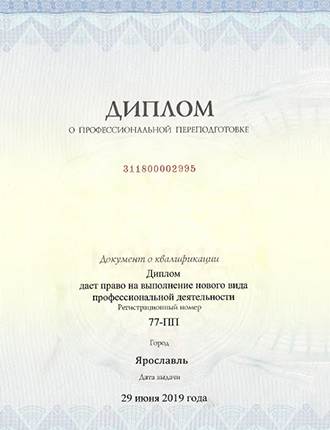 ДИПЛОМ
О ПРОФЕССИОНАЛЬНОЙ ПЕРЕПОДГОТОВКЕ
311800002995
Документ о квалификации
Диплом
дает право на выполнение нового вида
профессиональной деятельности
Регистрационный номер
77-ПП
Город
Ярославль
Дата выдачи
29 июня 2019 года